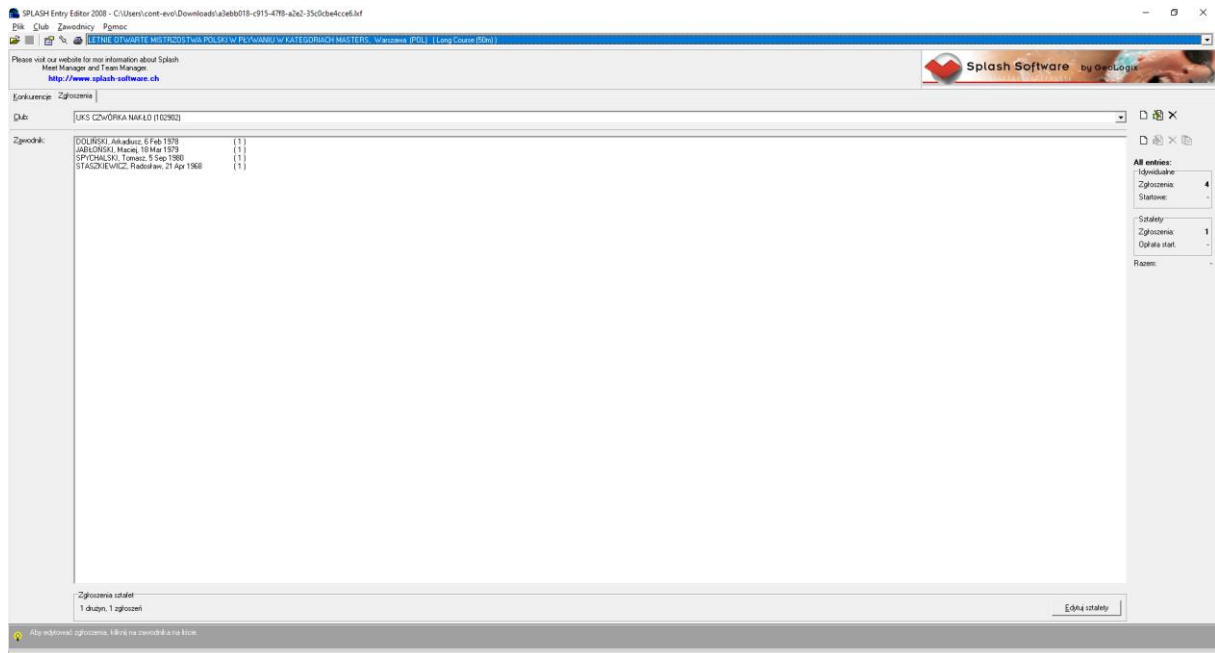 SPLASH Entry Editor 2008 - C:\Users\cont-evo\Downloads\a3ebb018-c915-47f8-a2e2-35c0cbe4cce6.lxf
Plik Club Zawodnicy Pomoc
LETNIE OTWARTE MISTRZOSTWA POLSKI W PŁYWANIU W KATEGORIACH MASTERS, Warszawa (POL) (Long Course (50m))
Please visit our website for mor information about Splash
Meet Manager and Team Manager.
http://www.splash-software.ch
Splash Software by GeoLogix
Konkurencje Zgłoszenia
Club: UKS CZWÓRKA NAKŁO (102902)
Zawodnik:
DOLIŃSKI, Arkadiusz, 6 Feb 1978 (1)
JABŁOŃSKI, Maciej, 18 Mar 1979 (1)
SPYCHALSKI, Tomasz, 5 Sep 1980 (1)
STASZKIEWICZ, Radosław, 21 Apr 1968 (1)
All entries:
Idywidualne
Zgłoszenia: 4
Startowe: -
Sztafety
Zgłoszenia: 1
Opłata start. -
Razem: -
Zgłoszenia sztafet
1 drużyn, 1 zgłoszeń
Edytuj sztafety
Aby edytować zgłoszenia, kliknij na zawodnika na liście.